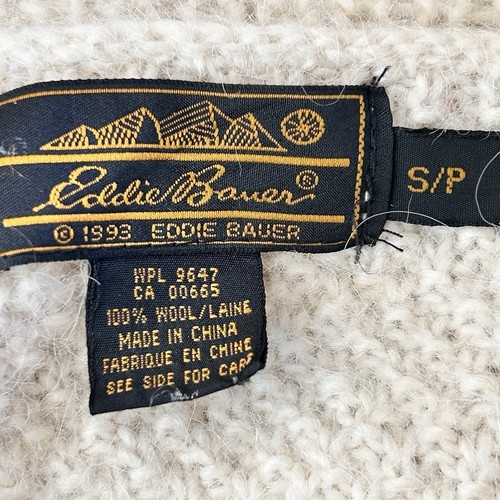 Eddie Bauer®
© 1993 EDDIE BAUER
S/P
WPL 9647
CA 00665
100% WOOL/LAINE
MADE IN CHINA
FABRIQUE EN CHINE
SEE SIDE FOR CARE